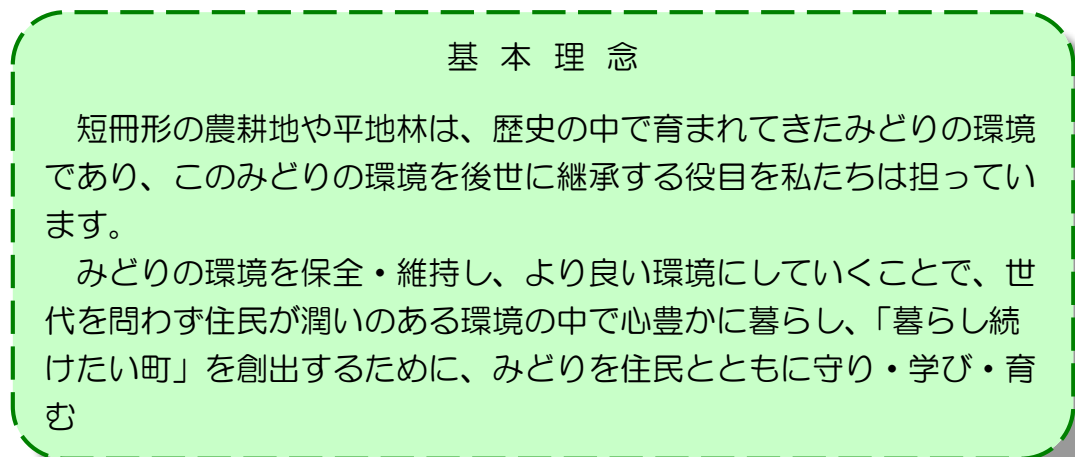 基 本 理 念
　短冊形の農耕地や平地林は、歴史の中で育まれてきたみどりの環境
であり、このみどりの環境を後世に継承する役目を私たちは担ってい
ます。
　みどりの環境を保全・維持し、より良い環境にしていくことで、世
代を問わず住民が潤いのある環境の中で心豊かに暮らし、「暮らし続
けたい町」を創出するために、みどりを住民とともに守り・学び・育
む